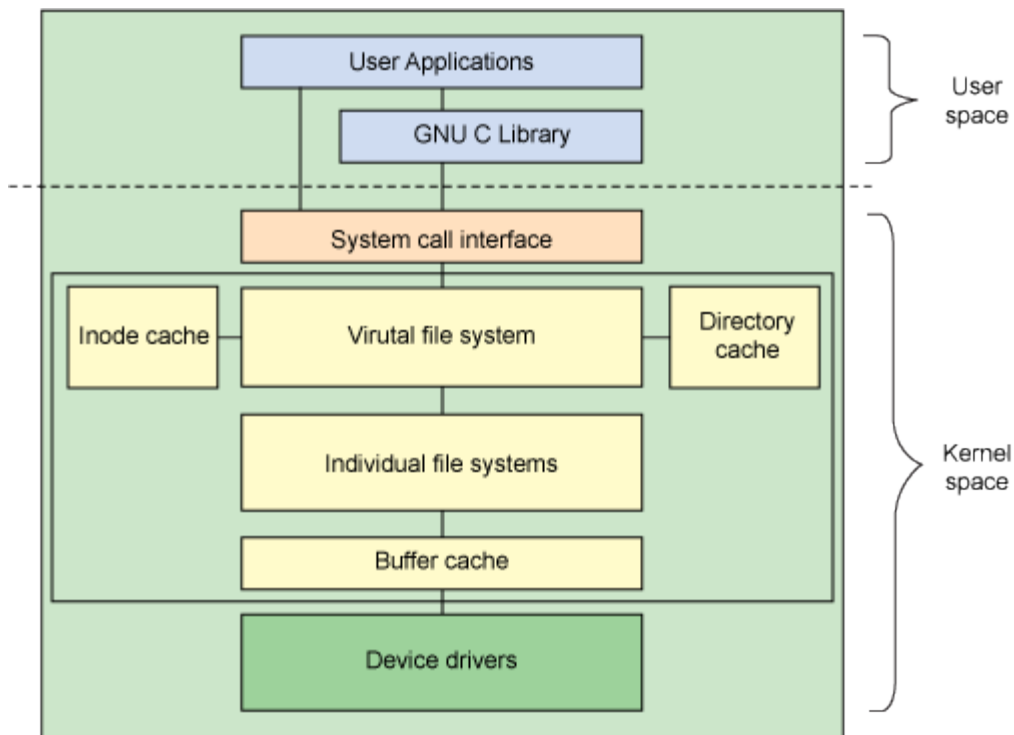 User Applications
User
space
GNU C Library
System call interface
Inode cache
Virutal file system
Directory
cache
Individual file systems
Kernel
space
Buffer cache
Device drivers